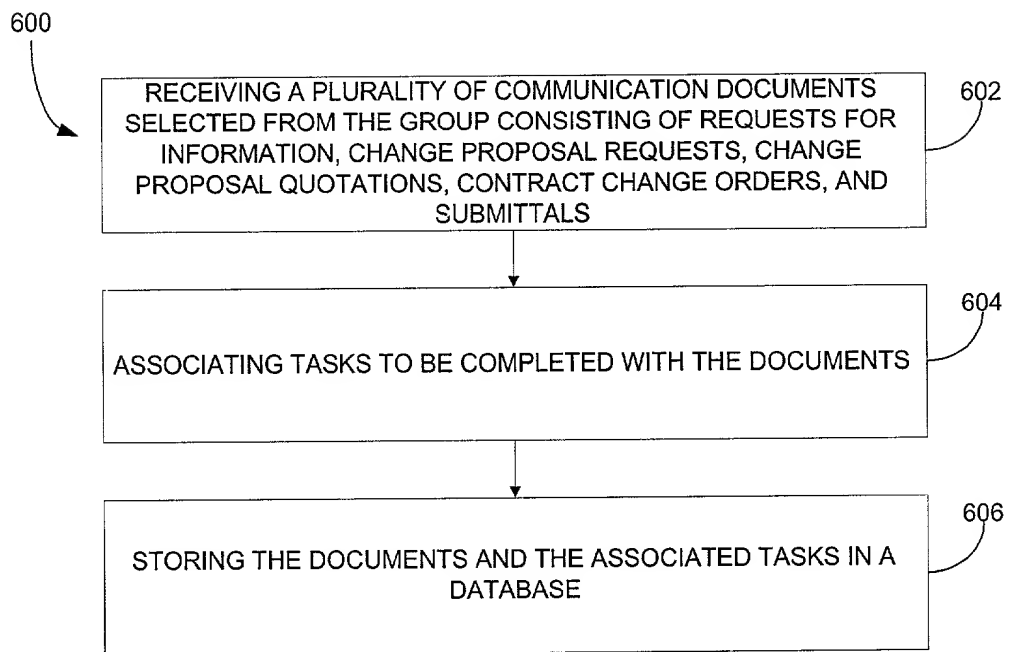 600
RECEIVING A PLURALITY OF COMMUNICATION DOCUMENTS
SELECTED FROM THE GROUP CONSISTING OF REQUESTS FOR
INFORMATION, CHANGE PROPOSAL REQUESTS, CHANGE
PROPOSAL QUOTATIONS, CONTRACT CHANGE ORDERS, AND
SUBMITTALS
602
ASSOCIATING TASKS TO BE COMPLETED WITH THE DOCUMENTS
604
STORING THE DOCUMENTS AND THE ASSOCIATED TASKS IN A
DATABASE
606